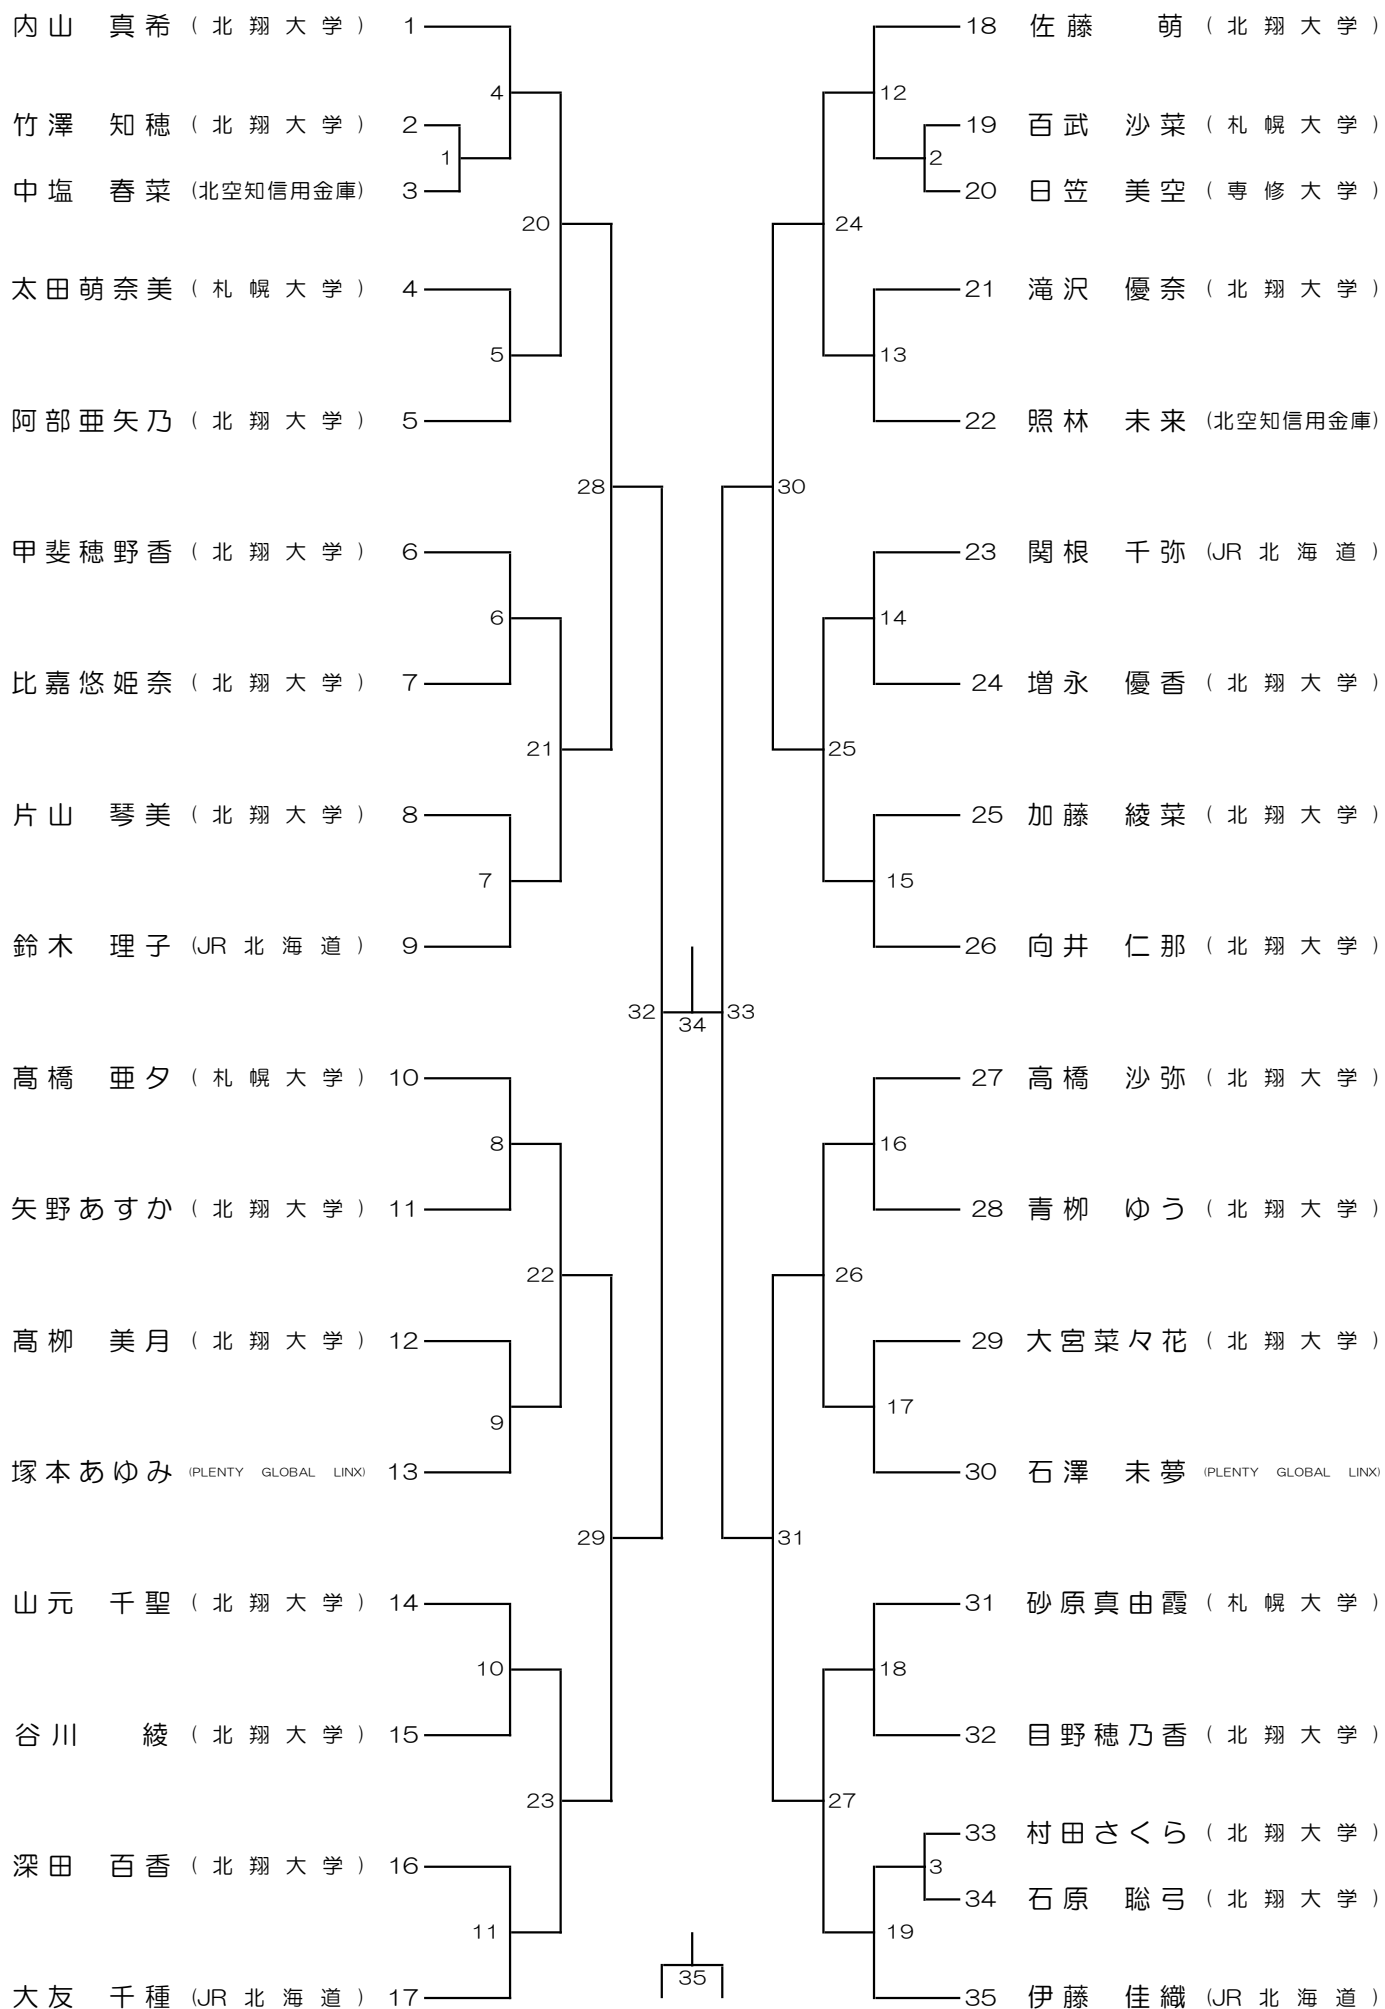 内山　真希 (北翔大学) 1
4
竹澤　知穂 (北翔大学) 2
1
中塩　春菜 (北空知信用金庫) 3
20
太田萌奈美 (札幌大学) 4
5
阿部亜矢乃 (北翔大学) 5
28
甲斐穂野香 (北翔大学) 6
6
比嘉悠姫奈 (北翔大学) 7
21
片山　琴美 (北翔大学) 8
7
鈴木　理子 (JR北海道) 9
32
髙橋　亜夕 (札幌大学) 10
8
矢野あすか (北翔大学) 11
22
髙栁　美月 (北翔大学) 12
9
塚本あゆみ (PLENTY GLOBAL LINX) 13
29
山元　千聖 (北翔大学) 14
10
谷川　綾 (北翔大学) 15
23
深田　百香 (北翔大学) 16
11
大友　千種 (JR北海道) 17
34
35
18 佐藤　萌 (北翔大学)
12
19 百武　沙菜 (札幌大学)
2
20 日笠　美空 (専修大学)
24
21 滝沢　優奈 (北翔大学)
13
22 照林　未来 (北空知信用金庫)
30
23 関根　千弥 (JR北海道)
14
24 増永　優香 (北翔大学)
25
25 加藤　綾菜 (北翔大学)
15
26 向井　仁那 (北翔大学)
33
27 高橋　沙弥 (北翔大学)
16
28 青栁　ゆう (北翔大学)
26
29 大宮菜々花 (北翔大学)
17
30 石澤　未夢 (PLENTY GLOBAL LINX)
31
31 砂原真由霞 (札幌大学)
18
32 目野穂乃香 (北翔大学)
27
33 村田さくら (北翔大学)
3
34 石原　聡弓 (北翔大学)
19
35 伊藤　佳織 (JR北海道)